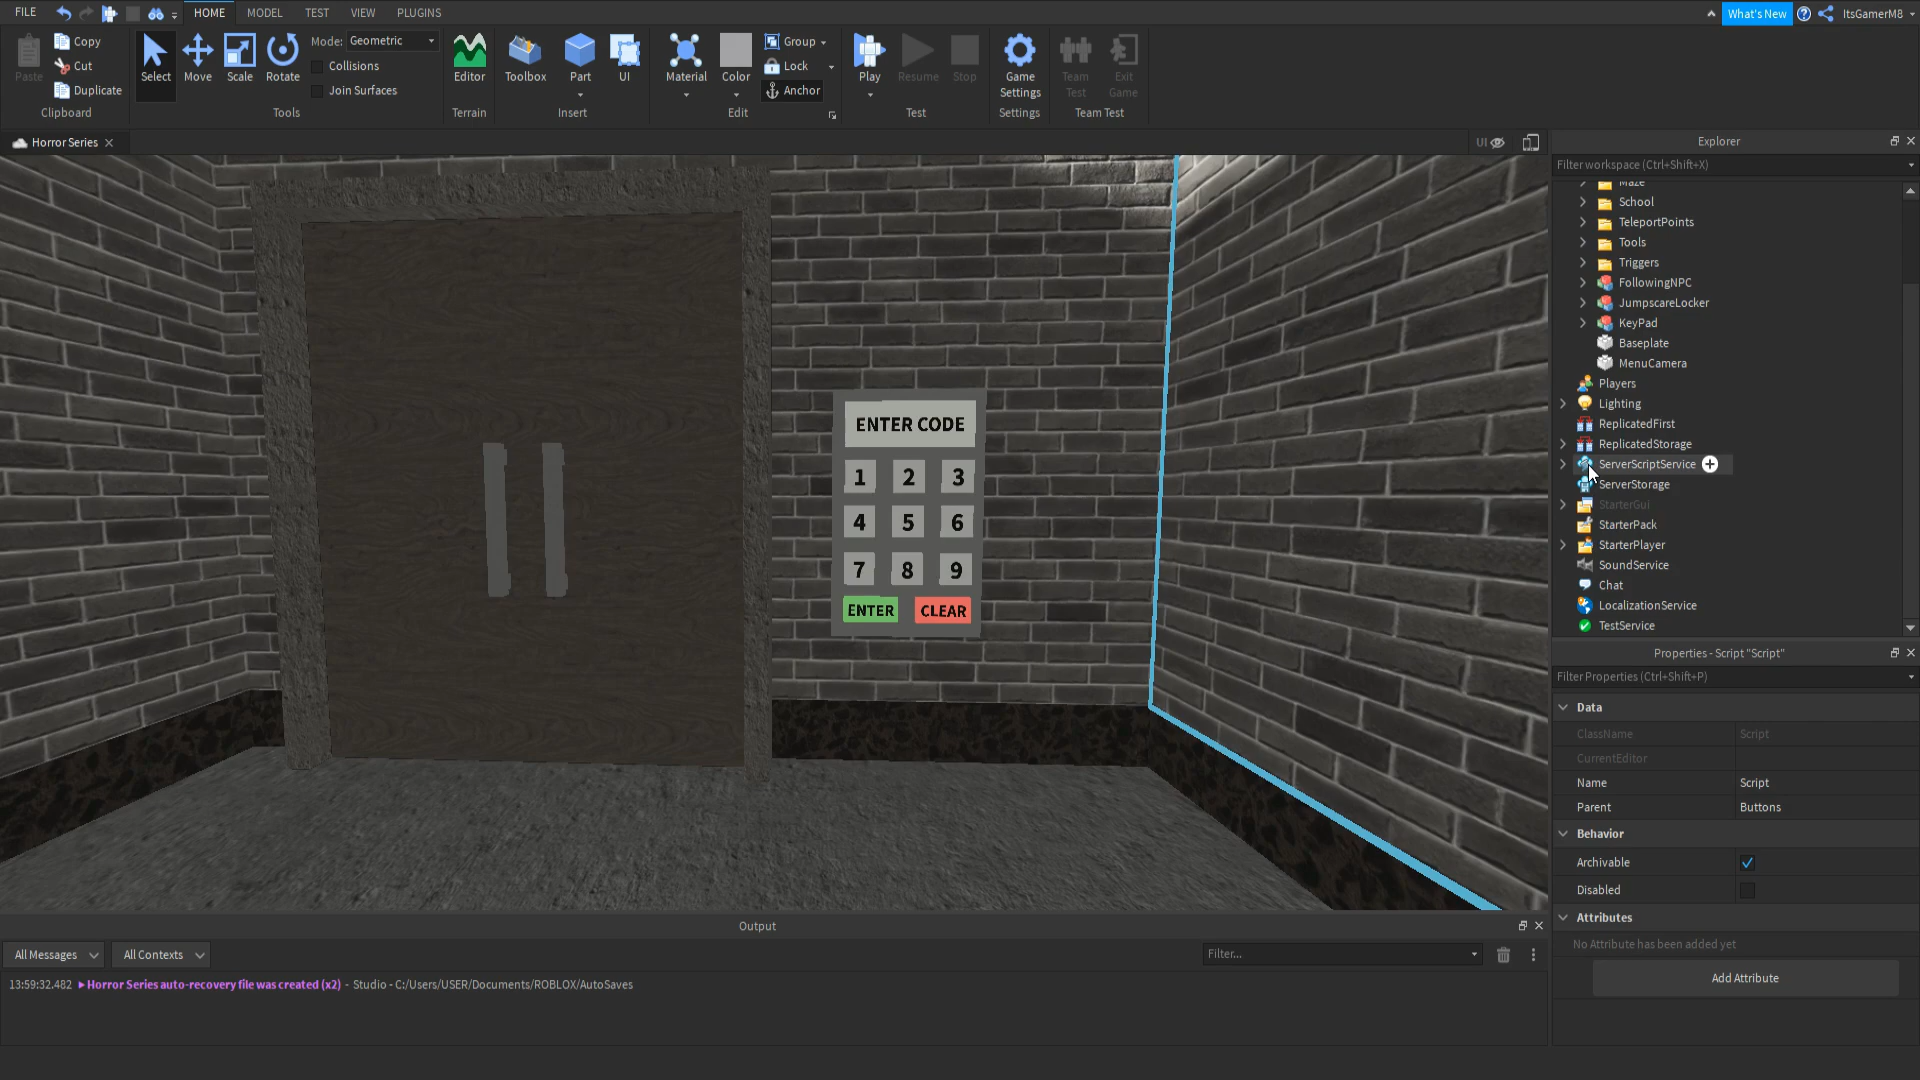 FILE HOME MODEL TEST VIEW PLUGINS What's New ItsGamerM8
Paste Copy Cut Duplicate Clipboard
Select Move Scale Rotate Mode: Geometric Collisions Join Surfaces Tools
Editor Terrain
Toolbox Part UI Insert
Material Color Group Lock Anchor Edit
Play Resume Stop Test
Game Settings Settings
Team Test Exit Game Team Test
Horror Series
UI
ENTER CODE
1 2 3
4 5 6
7 8 9
ENTER CLEAR
Explorer
Filter workspace (Ctrl+Shift+X)
Maze
School
TeleportPoints
Tools
Triggers
FollowingNPC
JumpscareLocker
KeyPad
Baseplate
MenuCamera
Players
Lighting
ReplicatedFirst
ReplicatedStorage
ServerScriptService
ServerStorage
StarterGui
StarterPack
StarterPlayer
SoundService
Chat
LocalizationService
TestService
Properties - Script "Script"
Filter Properties (Ctrl+Shift+P)
Data
ClassName Script
CurrentEditor
Name Script
Parent Buttons
Behavior
Archivable
Disabled
Attributes
No Attribute has been added yet
Add Attribute
Output
All Messages All Contexts Filter...
13:59:32.482 Horror Series auto-recovery file was created (x2) - Studio - C:/Users/USER/Documents/ROBLOX/AutoSaves